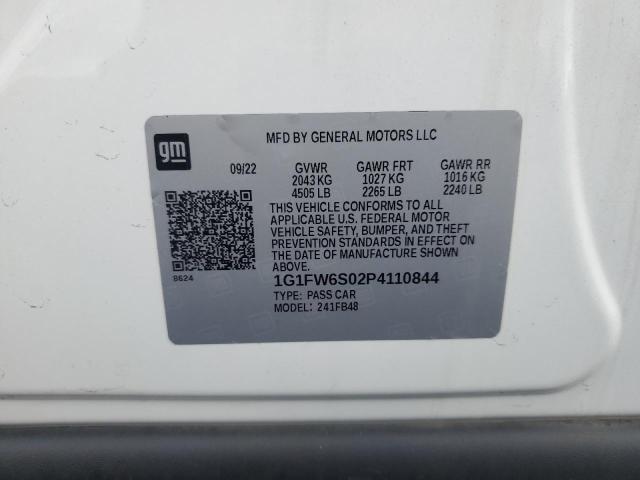 gm
MFD BY GENERAL MOTORS LLC
09/22 GVWR GAWR FRT GAWR RR
2043 KG 1027 KG 1016 KG
4505 LB 2265 LB 2240 LB
THIS VEHICLE CONFORMS TO ALL
APPLICABLE U.S. FEDERAL MOTOR
VEHICLE SAFETY, BUMPER, AND THEFT
PREVENTION STANDARDS IN EFFECT ON
THE DATE OF MANUFACTURE SHOWN
ABOVE.
8624
1G1FW6S02P4110844
TYPE: PASS CAR
MODEL: 241FB48